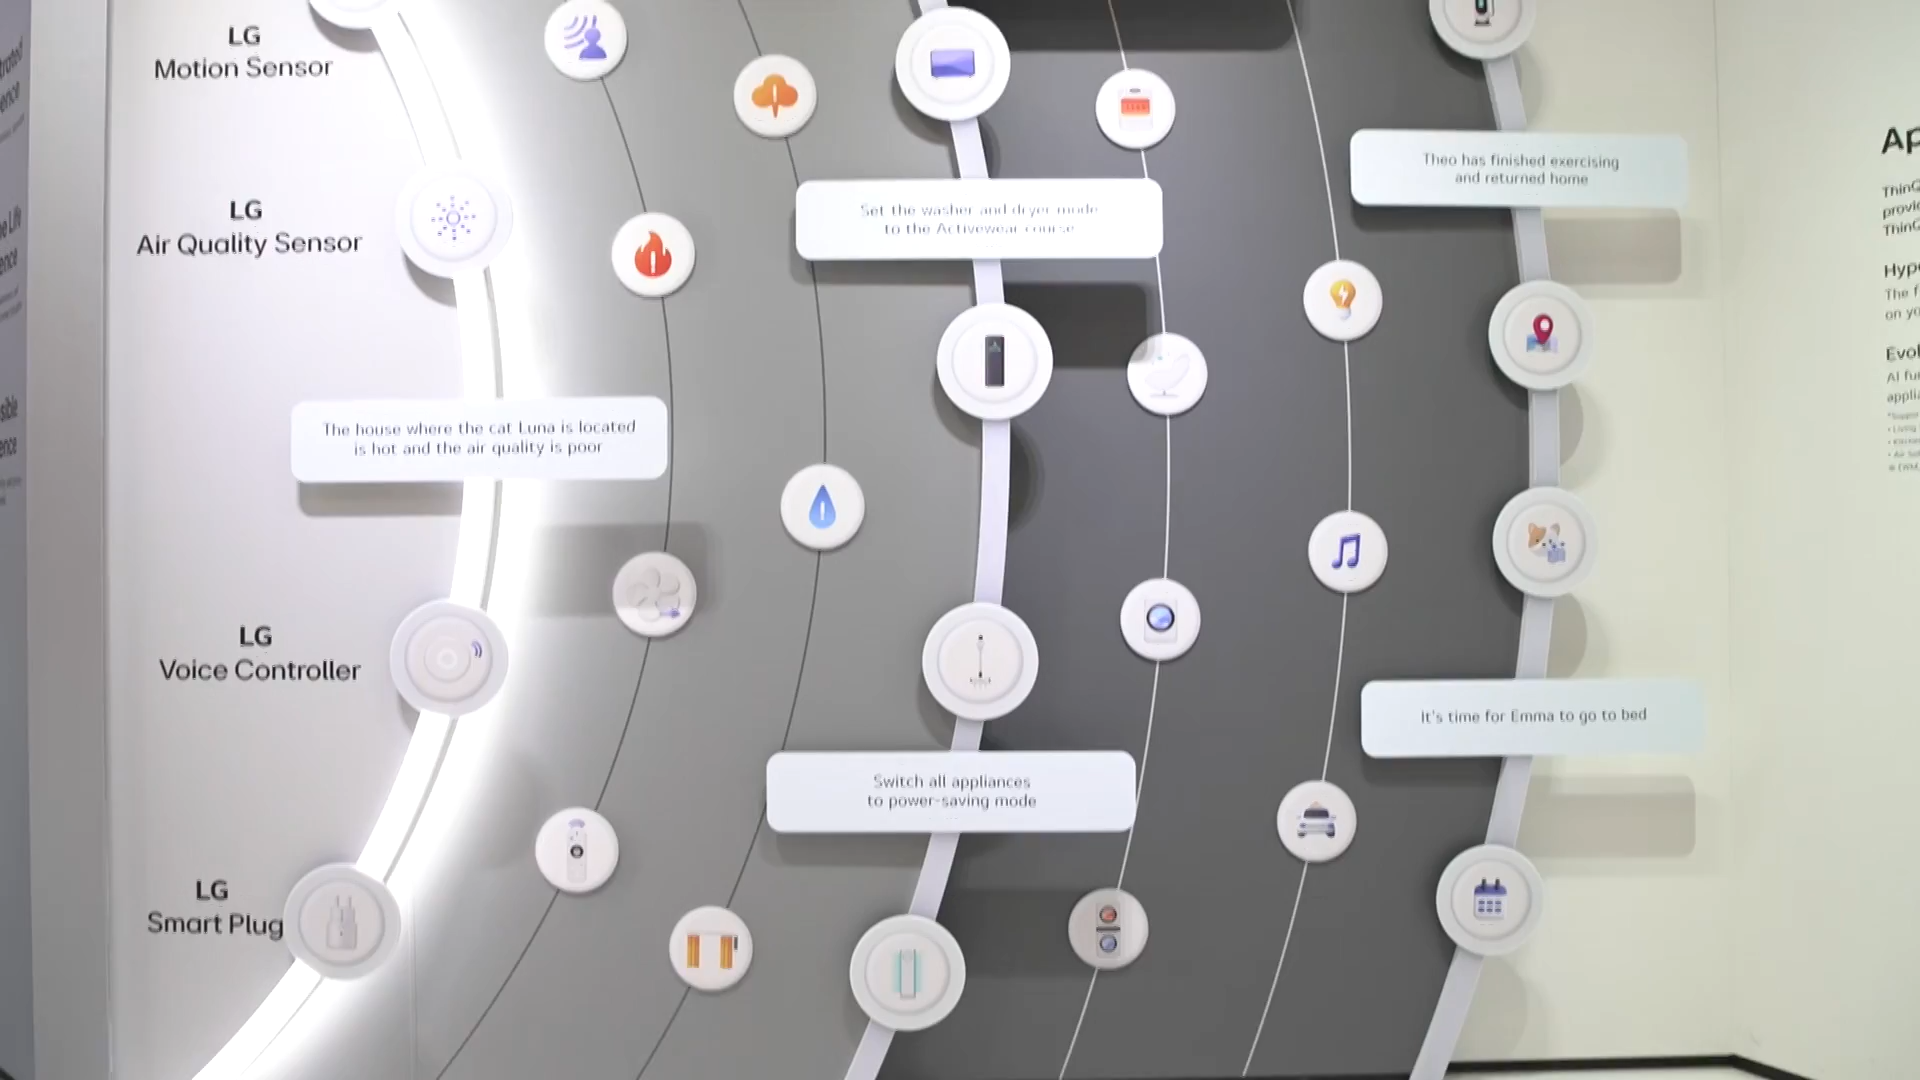 LG
Motion Sensor
LG
Air Quality Sensor
The house where the cat Luna is located
is hot and the air quality is poor
LG
Voice Controller
LG
Smart Plug
Set the washer and dryer mode
to the Activewear course
Switch all appliances
to power-saving mode
Theo has finished exercising
and returned home
It's time for Emma to go to bed